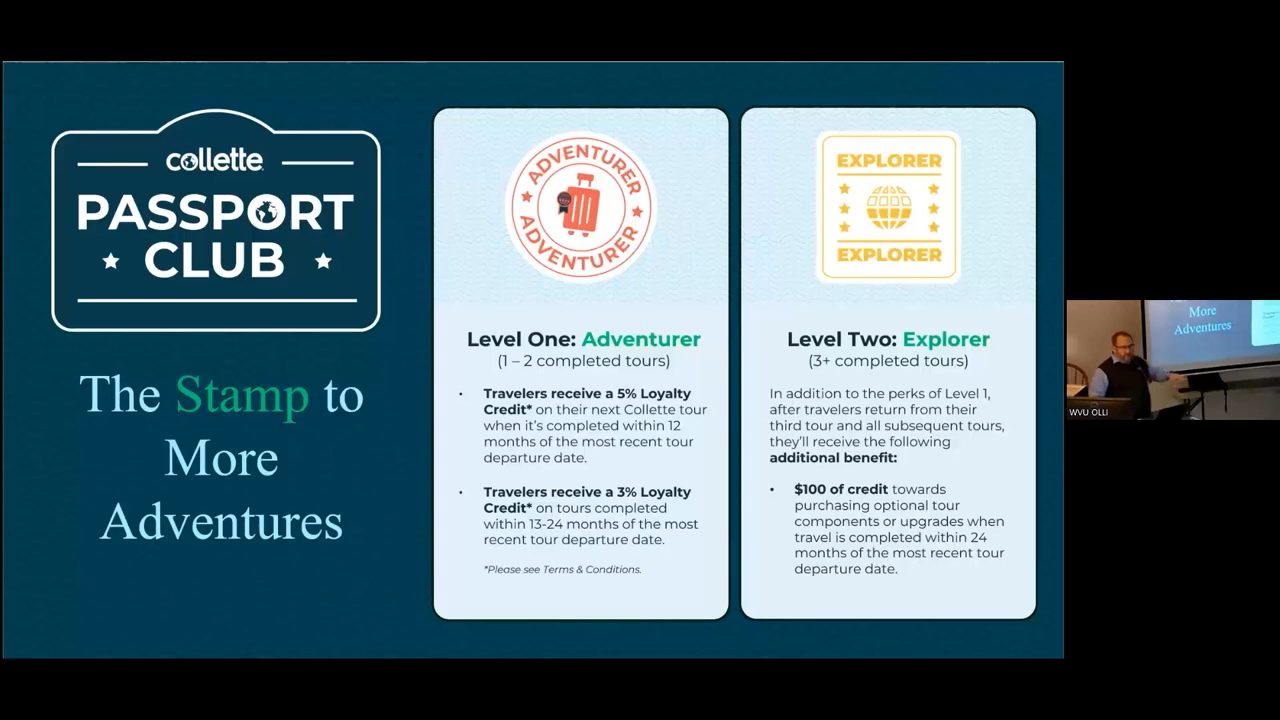 collette
PASSPORT
CLUB
The Stamp to
More
Adventures
ADVENTURER
ADVENTURER
Level One: Adventurer
(1 – 2 completed tours)
• Travelers receive a 5% Loyalty
Credit* on their next Collette tour
when it's completed within 12
months of the most recent tour
departure date.
• Travelers receive a 3% Loyalty
Credit* on tours completed
within 13-24 months of the most
recent tour departure date.
*Please see Terms & Conditions.
EXPLORER
EXPLORER
Level Two: Explorer
(3+ completed tours)
In addition to the perks of Level 1,
after travelers return from their
third tour and all subsequent tours,
they'll receive the following
additional benefit:
• $100 of credit towards
purchasing optional tour
components or upgrades when
travel is completed within 24
months of the most recent tour
departure date.
More
Adventures
WVU OLLI